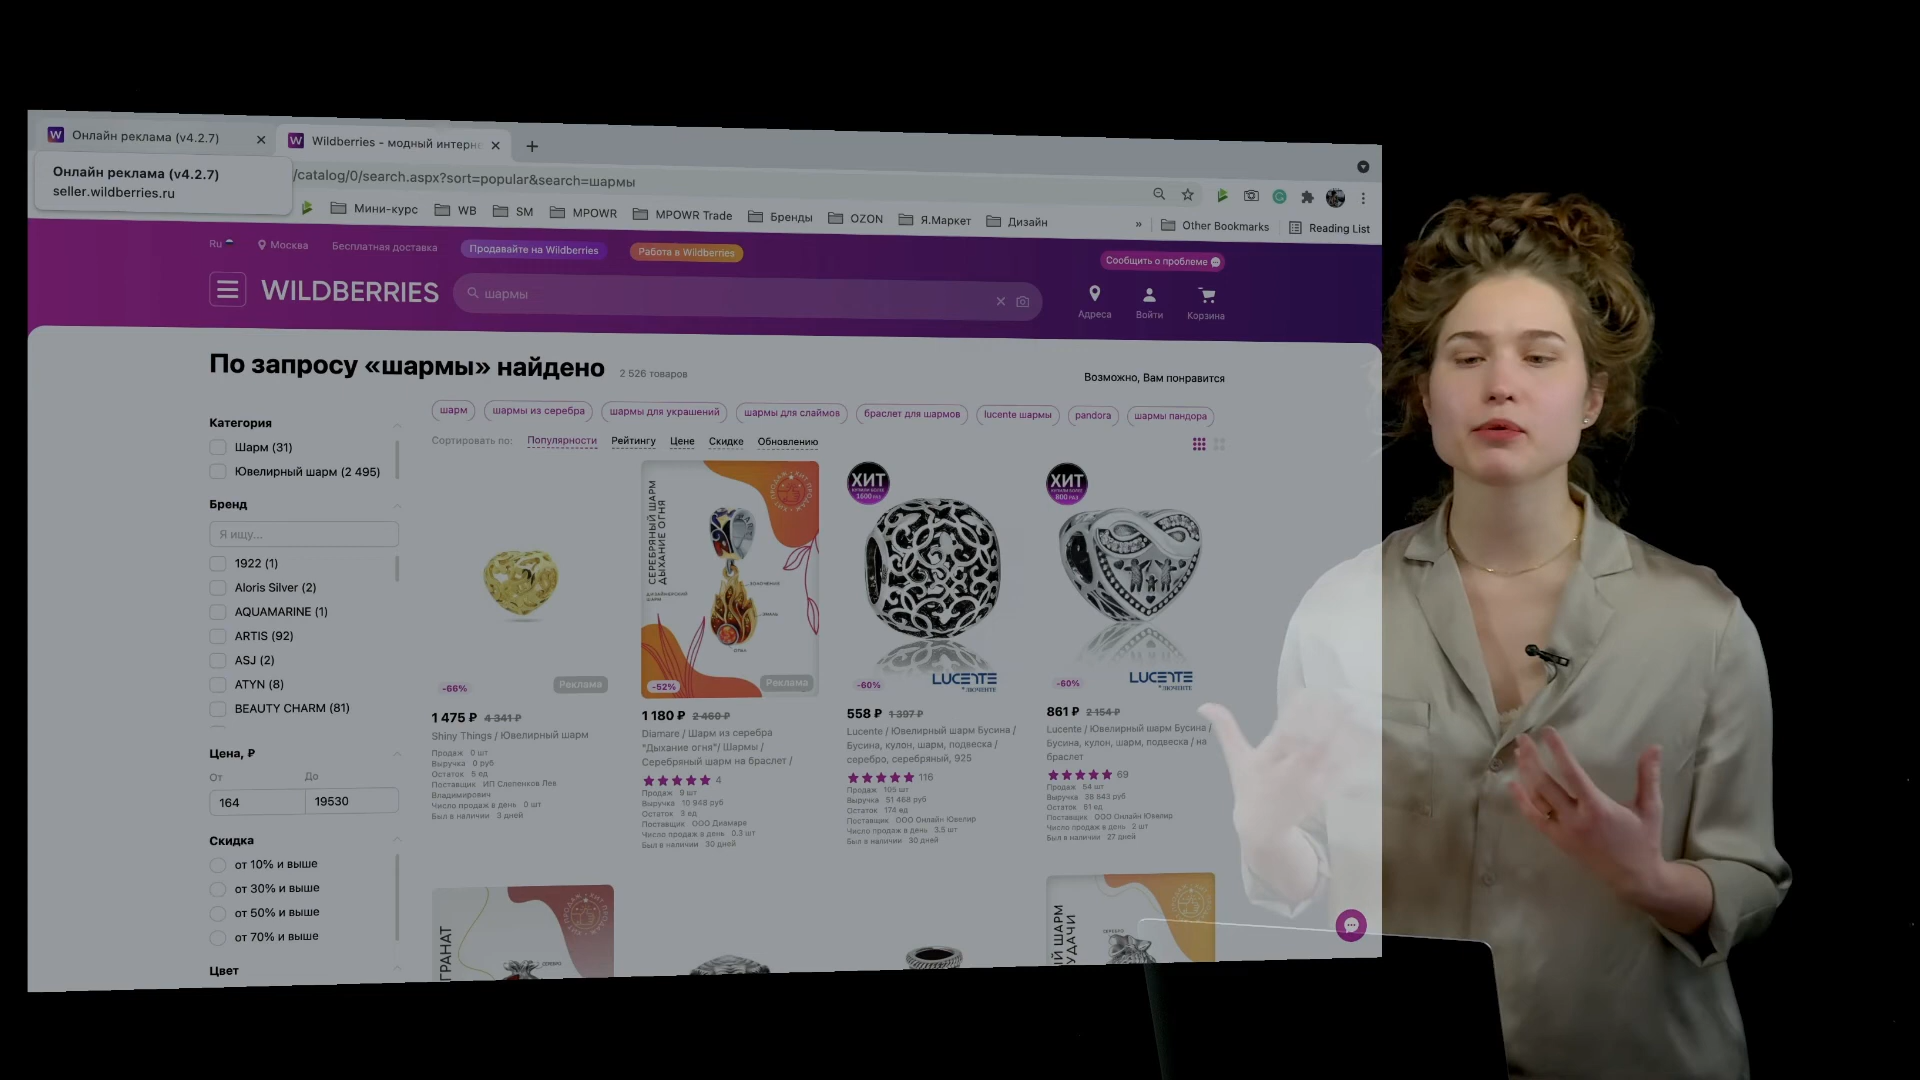 Онлайн реклама (v4.2.7)
Wildberries - модный интерне
Онлайн реклама (v4.2.7)
seller.wildberries.ru
/catalog/0/search.aspx?sort=popular&search=шармы
Мини-курс
WB
SM
MPOWR
MPOWR Trade
Бренды
OZON
Я.Маркет
Дизайн
»
Other Bookmarks
Reading List
Ru
Москва
Бесплатная доставка
Продавайте на Wildberries
Работа в Wildberries
Сообщить о проблеме
WILDBERRIES
шармы
Адреса
Войти
Корзина
По запросу «шармы» найдено
2 526 товаров
Возможно, Вам понравится
шарм
шармы из серебра
шармы для украшений
шармы для слаймов
браслет для шармов
lucente шармы
pandora
шармы пандора
Сортировать по:
Популярности
Рейтингу
Цене
Скидке
Обновлению
Категория
Шарм (31)
Ювелирный шарм (2 495)
Бренд
Я ищу...
1922 (1)
Aloris Silver (2)
AQUAMARINE (1)
ARTIS (92)
ASJ (2)
ATYN (8)
BEAUTY CHARM (81)
Цена, ₽
От
До
164
19530
Скидка
от 10% и выше
от 30% и выше
от 50% и выше
от 70% и выше
Цвет
-66%
Реклама
1 475 ₽ 4 341 ₽
Shiny Things / Ювелирный шарм
Продаж 0 шт
Выручка 0 руб
Остаток 5 ед
Поставщик ИП Слепенков Лев
Владимирович
Число продаж в день 0 шт
Был в наличии 3 дней
СЕРЕБРЯНЫЙ ШАРМ
ДЫХАНИЕ ОГНЯ
-52%
Реклама
1 180 ₽ 2 460 ₽
Diamare / Шарм из серебра
"Дыхание огня"/ Шармы /
Серебряный шарм на браслет /
4
Продаж 9 шт
Выручка 10 948 руб
Остаток 3 ед
Поставщик ООО Диамаре
Число продаж в день 0.3 шт
Был в наличии 30 дней
ХИТ
КУПИЛИ БОЛЕЕ
1600 РАЗ
LUCENTE
ЛЮЧЕНТЕ
-60%
558 ₽ 1 397 ₽
Lucente / Ювелирный шарм Бусина /
Бусина, кулон, шарм, подвеска /
серебро, серебряный, 925
116
Продаж 105 шт
Выручка 51 468 руб
Остаток 174 ед
Поставщик ООО Онлайн Ювелир
Число продаж в день 3.5 шт
Был в наличии 30 дней
ХИТ
КУПИЛИ БОЛЕЕ
800 РАЗ
LUCENTE
ЛЮЧЕНТЕ
-60%
861 ₽ 2 154 ₽
Lucente / Ювелирный шарм Бусина /
Бусина, кулон, шарм, подвеска / на
браслет
69
Продаж 54 шт
Остаток 81 ед
Поставщик ООО Онлайн Ювелир
Число продаж в день 2 шт
Был в наличии 27 дней
ГРАНАТ
СЕРЕБРО
Й ШАРМ
УДАЧИ
СЕРЕБРО